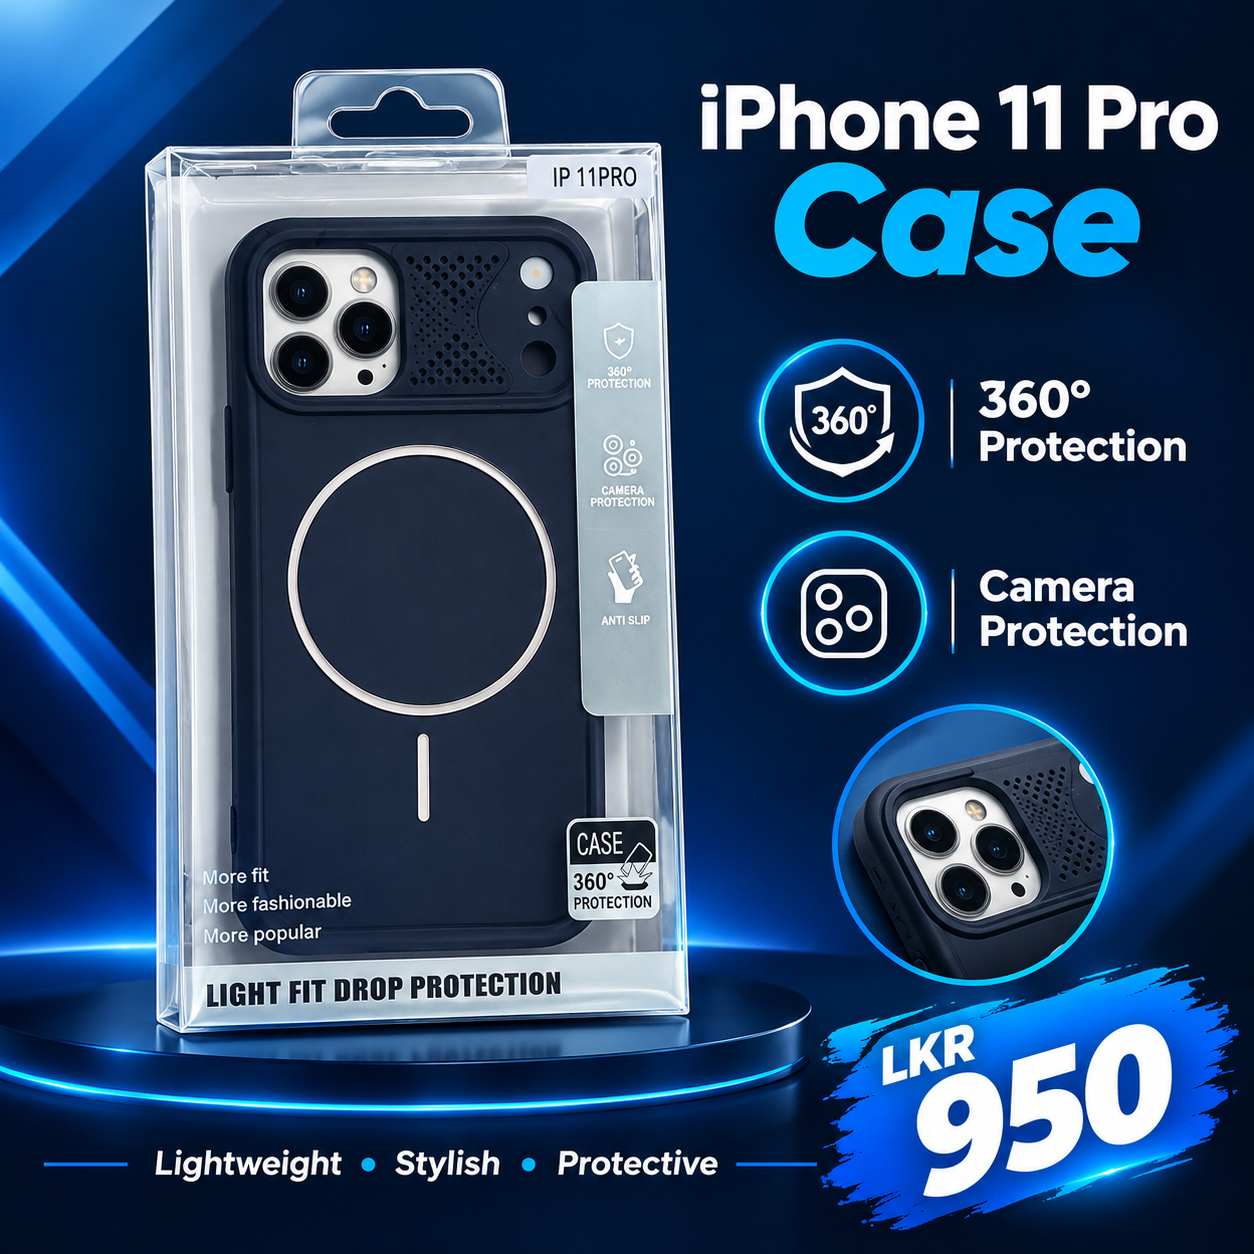 iPhone 11 Pro
Case
IP 11PRO
360°
PROTECTION
CAMERA
PROTECTION
ANTI SLIP
360°
360°
Protection
Camera
Protection
CASE
360°
PROTECTION
More fit
More fashionable
More popular
LIGHT FIT DROP PROTECTION
LKR
950
Lightweight • Stylish • Protective